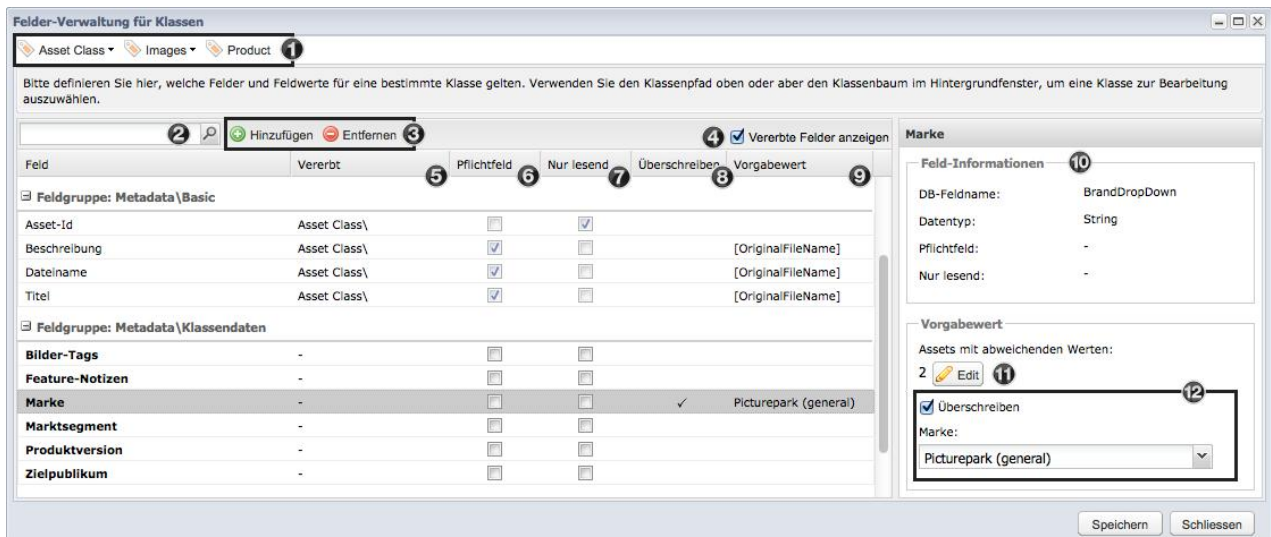 Felder-Verwaltung für Klassen
Asset Class Images Product 1
Bitte definieren Sie hier, welche Felder und Feldwerte für eine bestimmte Klasse gelten. Verwenden Sie den Klassenpfad oben oder aber den Klassenbaum im Hintergrundfenster, um eine Klasse zur Bearbeitung
auszuwählen.
2 Hinzufügen Entfernen 3 4 Vererbte Felder anzeigen
Feld Vererbt 5 Pflichtfeld 6 Nur lesend 7 Überschreiben 8 Vorgabewert 9
Feldgruppe: Metadata\Basic
Asset-Id Asset Class\
Beschreibung Asset Class\ [OriginalFileName]
Dateiname Asset Class\ [OriginalFileName]
Titel Asset Class\ [OriginalFileName]
Feldgruppe: Metadata\Klassendaten
Bilder-Tags -
Feature-Notizen -
Marke - ✓ Picturepark (general)
Marktsegment -
Produktversion -
Zielpublikum -
Marke
Feld-Informationen 10
DB-Feldname: BrandDropDown
Datentyp: String
Pflichtfeld: -
Nur lesend: -
Vorgabewert
Assets mit abweichenden Werten:
2 Edit 11
12
Überschreiben
Marke:
Picturepark (general)
Speichern Schliessen